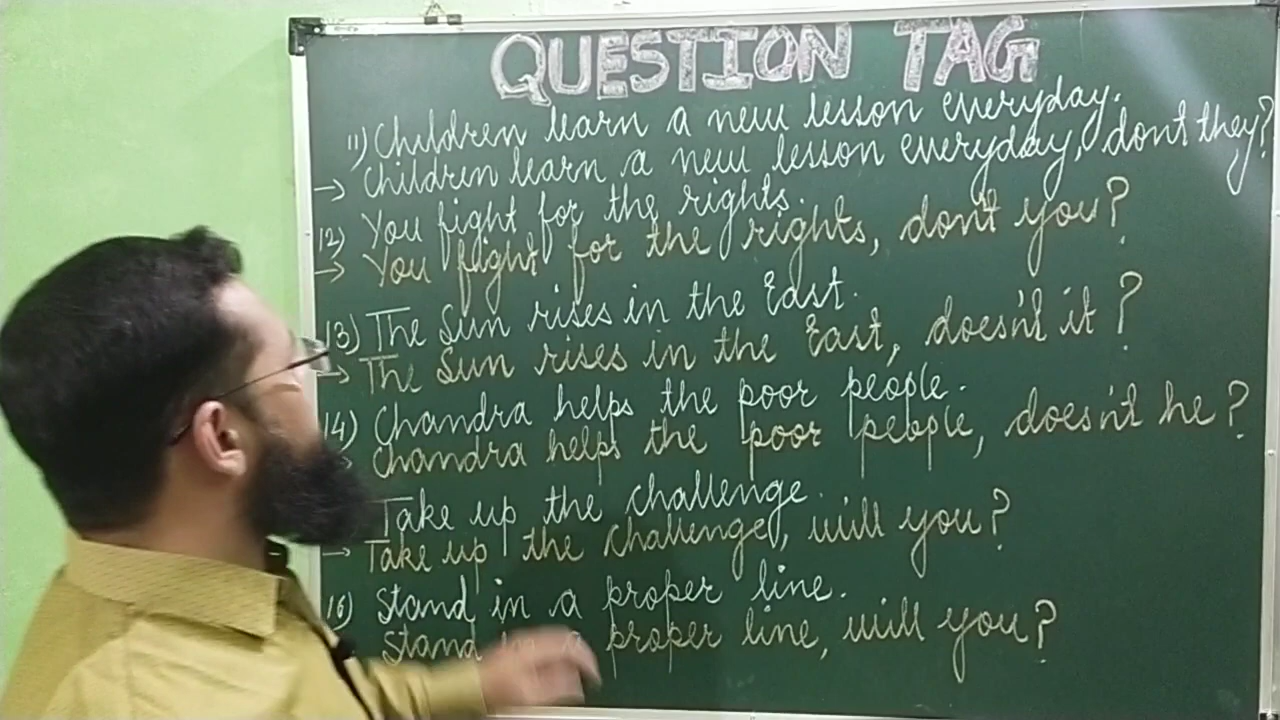 QUESTION TAG
11) Children learn a new lesson everyday.
→ Children learn a new lesson everyday, don't they?
12) You fight for the rights.
→ You fight for the rights, don't you?
13) The Sun rises in the East.
→ The Sun rises in the East, doesn't it?
14) Chandra helps the poor people.
Chandra helps the poor people, doesn't he?
Take up the challenge.
→ Take up the challenge, will you?
16) Stand in a proper line.
Stand in a proper line, will you?